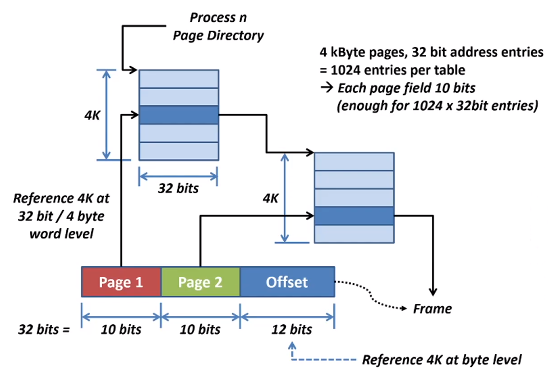 Process n
Page Directory
4 kByte pages, 32 bit address entries
= 1024 entries per table
→ Each page field 10 bits
(enough for 1024 x 32bit entries)
4K
32 bits
4K
Reference 4K at
32 bit / 4 byte
word level
Page 1 Page 2 Offset
Frame
32 bits = 10 bits 10 bits 12 bits
Reference 4K at byte level